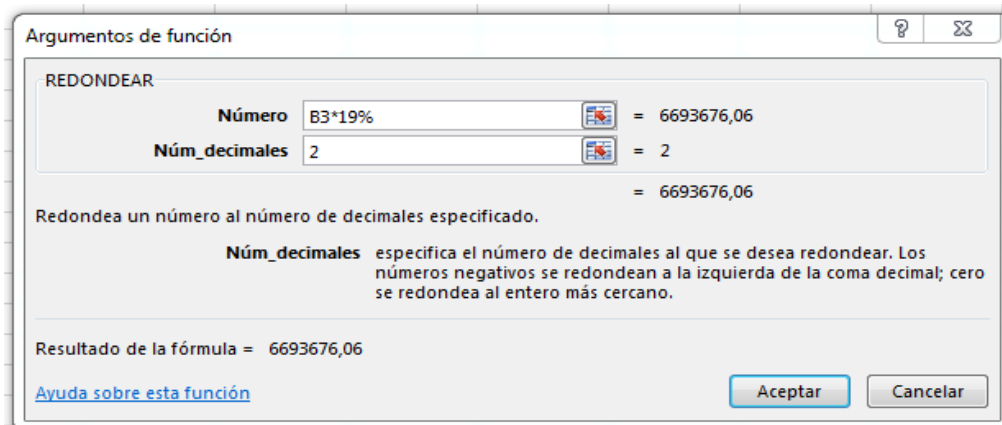 Argumentos de función
REDONDEAR
Número B3*19% = 6693676,06
Núm_decimales 2 = 2
= 6693676,06
Redondea un número al número de decimales especificado.
Núm_decimales especifica el número de decimales al que se desea redondear. Los
números negativos se redondean a la izquierda de la coma decimal; cero
se redondea al entero más cercano.
Resultado de la fórmula = 6693676,06
Ayuda sobre esta función Aceptar Cancelar